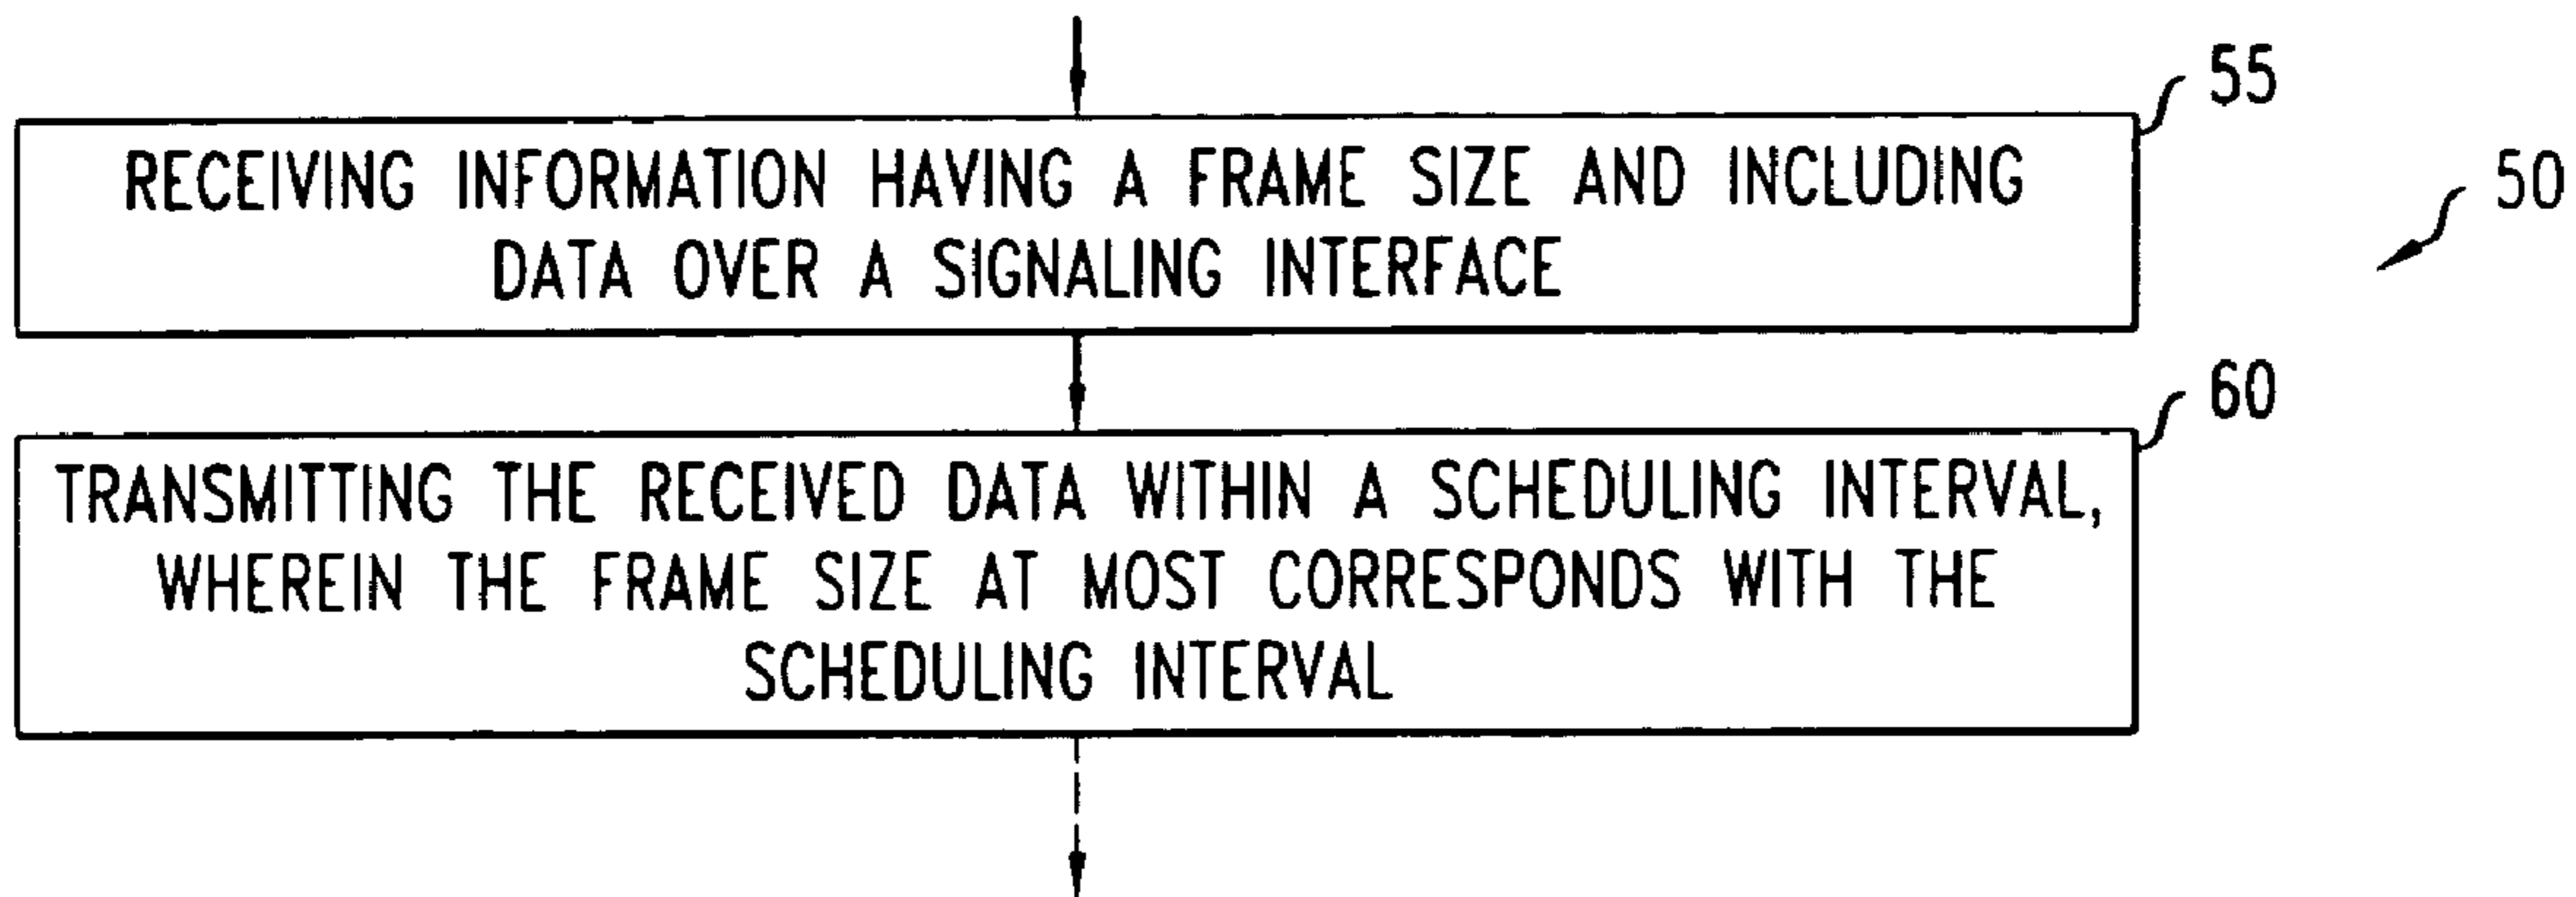 55
RECEIVING INFORMATION HAVING A FRAME SIZE AND INCLUDING
DATA OVER A SIGNALING INTERFACE
50
60
TRANSMITTING THE RECEIVED DATA WITHIN A SCHEDULING INTERVAL,
WHEREIN THE FRAME SIZE AT MOST CORRESPONDS WITH THE
SCHEDULING INTERVAL